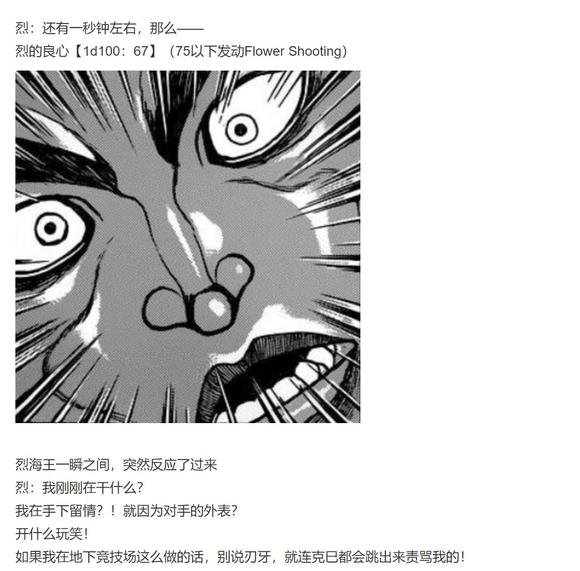 烈：还有一秒钟左右，那么——
烈的良心【1d100：67】（75以下发动Flower Shooting）
烈海王一瞬之间，突然反应了过来
烈：我刚刚在干什么？
我在手下留情？！就因为对手的外表？
开什么玩笑！
如果我在地下竞技场这么做的话，别说刃牙，就连克巳都会跳出来责骂我的！